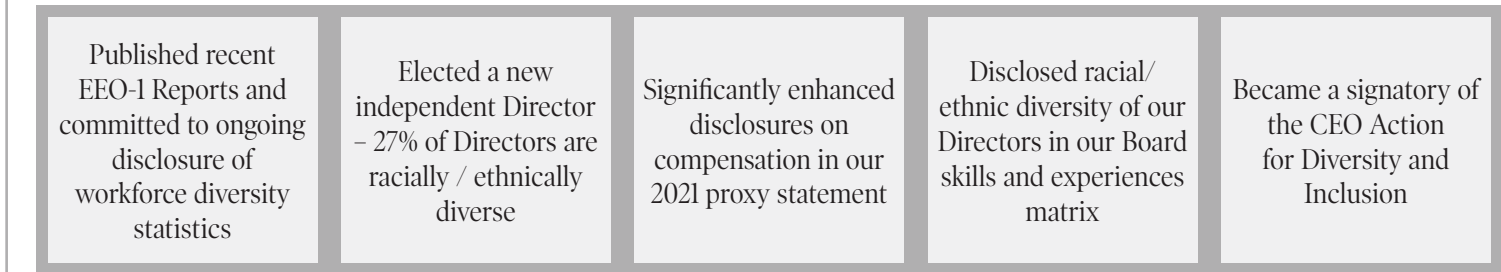 Published recent
EEO-1 Reports and
committed to ongoing
disclosure of
workforce diversity
statistics
Elected a new
independent Director
– 27% of Directors are
racially / ethnically
diverse
Significantly enhanced
disclosures on
compensation in our
2021 proxy statement
Disclosed racial/
ethnic diversity of our
Directors in our Board
skills and experiences
matrix
Became a signatory of
the CEO Action
for Diversity and
Inclusion